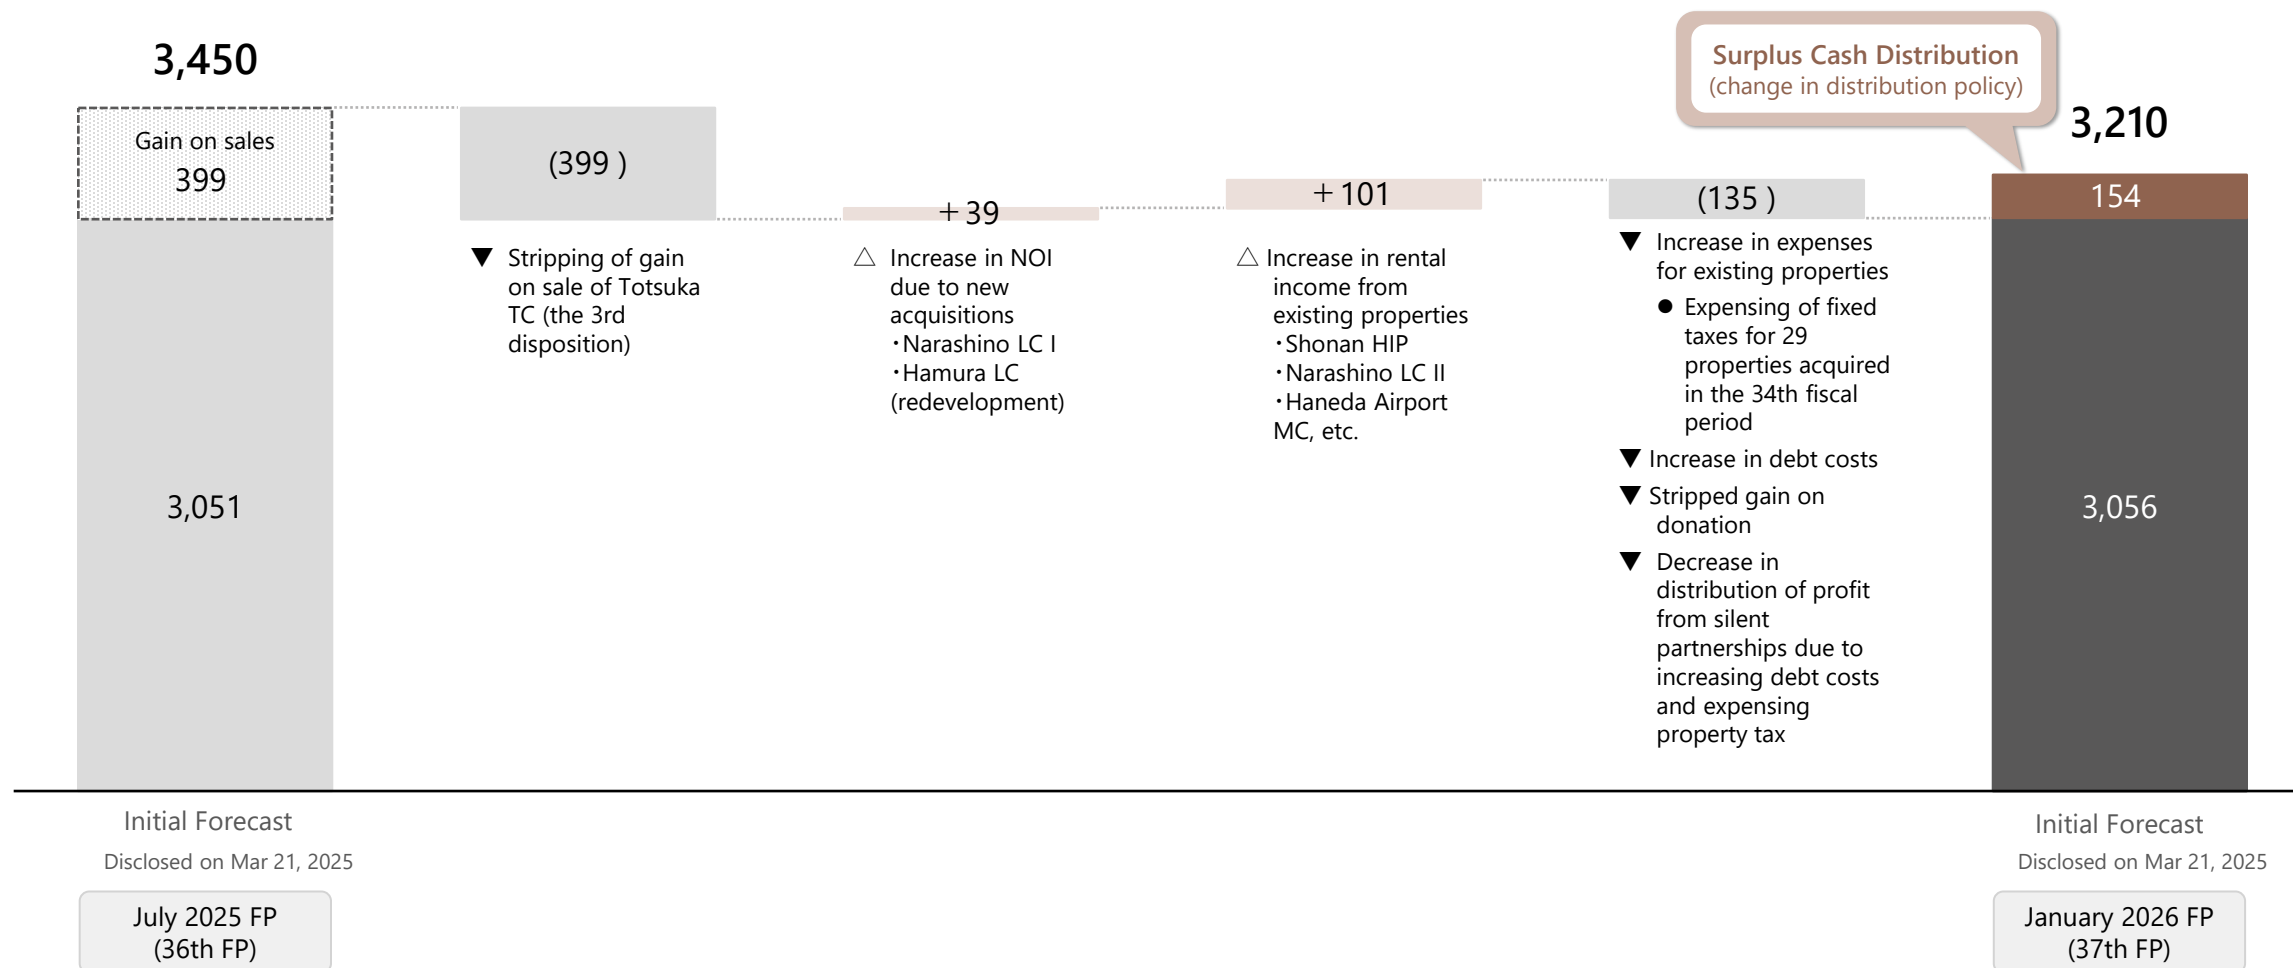 3,450
Gain on sales
399
3,051
(399 )
▼ Stripping of gain
on sale of Totsuka
TC (the 3rd
disposition)
+39
△ Increase in NOI
due to new
acquisitions
・Narashino LC I
・Hamura LC
(redevelopment)
+101
△ Increase in rental
income from
existing properties
・Shonan HIP
・Narashino LC II
・Haneda Airport
MC, etc.
(135 )
▼ Increase in expenses
for existing properties
● Expensing of fixed
taxes for 29
properties acquired
in the 34th fiscal
period
▼ Increase in debt costs
▼ Stripped gain on
donation
▼ Decrease in
distribution of profit
from silent
partnerships due to
increasing debt costs
and expensing
property tax
Surplus Cash Distribution
(change in distribution policy)
3,210
154
3,056
Initial Forecast
Disclosed on Mar 21, 2025
July 2025 FP
(36th FP)
Initial Forecast
Disclosed on Mar 21, 2025
January 2026 FP
(37th FP)